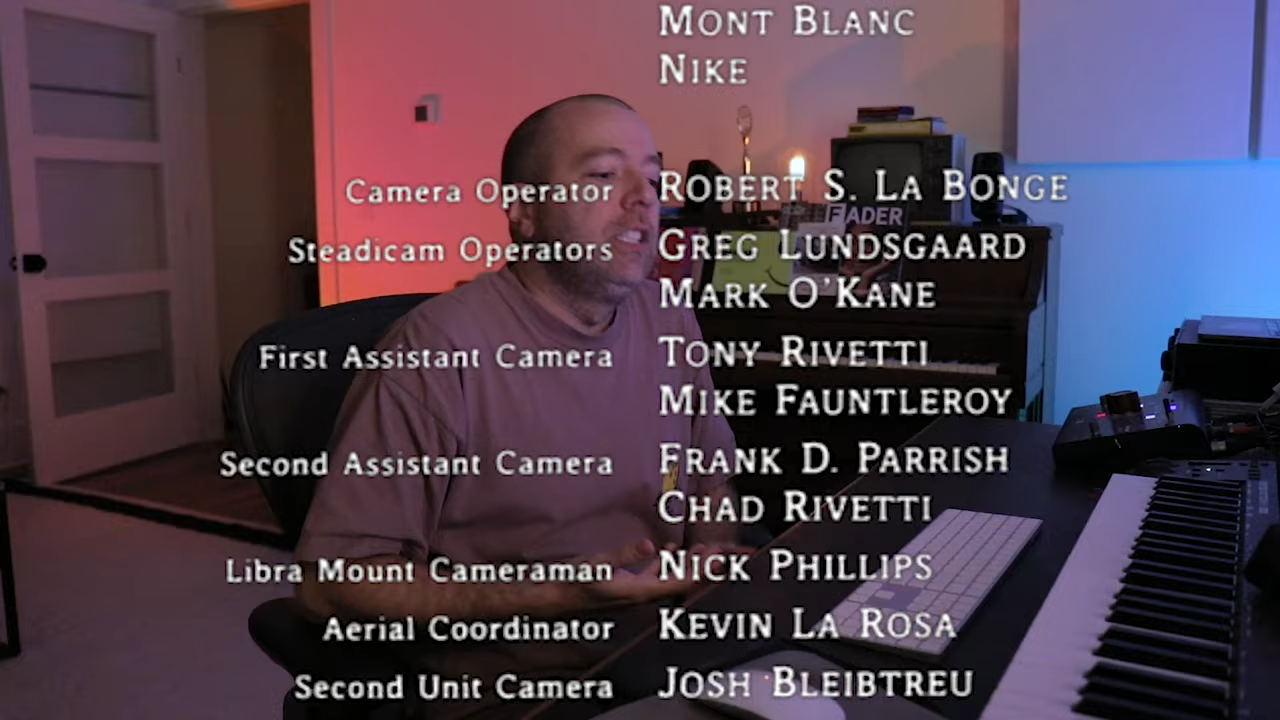 MONT BLANC
NIKE
Camera Operator ROBERT S. LA BONGE
FADER
Steadicam Operators GREG LUNDSGAARD
MARK O'KANE
First Assistant Camera TONY RIVETTI
MIKE FAUNTLEROY
Second Assistant Camera FRANK D. PARRISH
CHAD RIVETTI
Libra Mount Cameraman NICK PHILLIPS
Aerial Coordinator KEVIN LA ROSA
Second Unit Camera JOSH BLEIBTREU